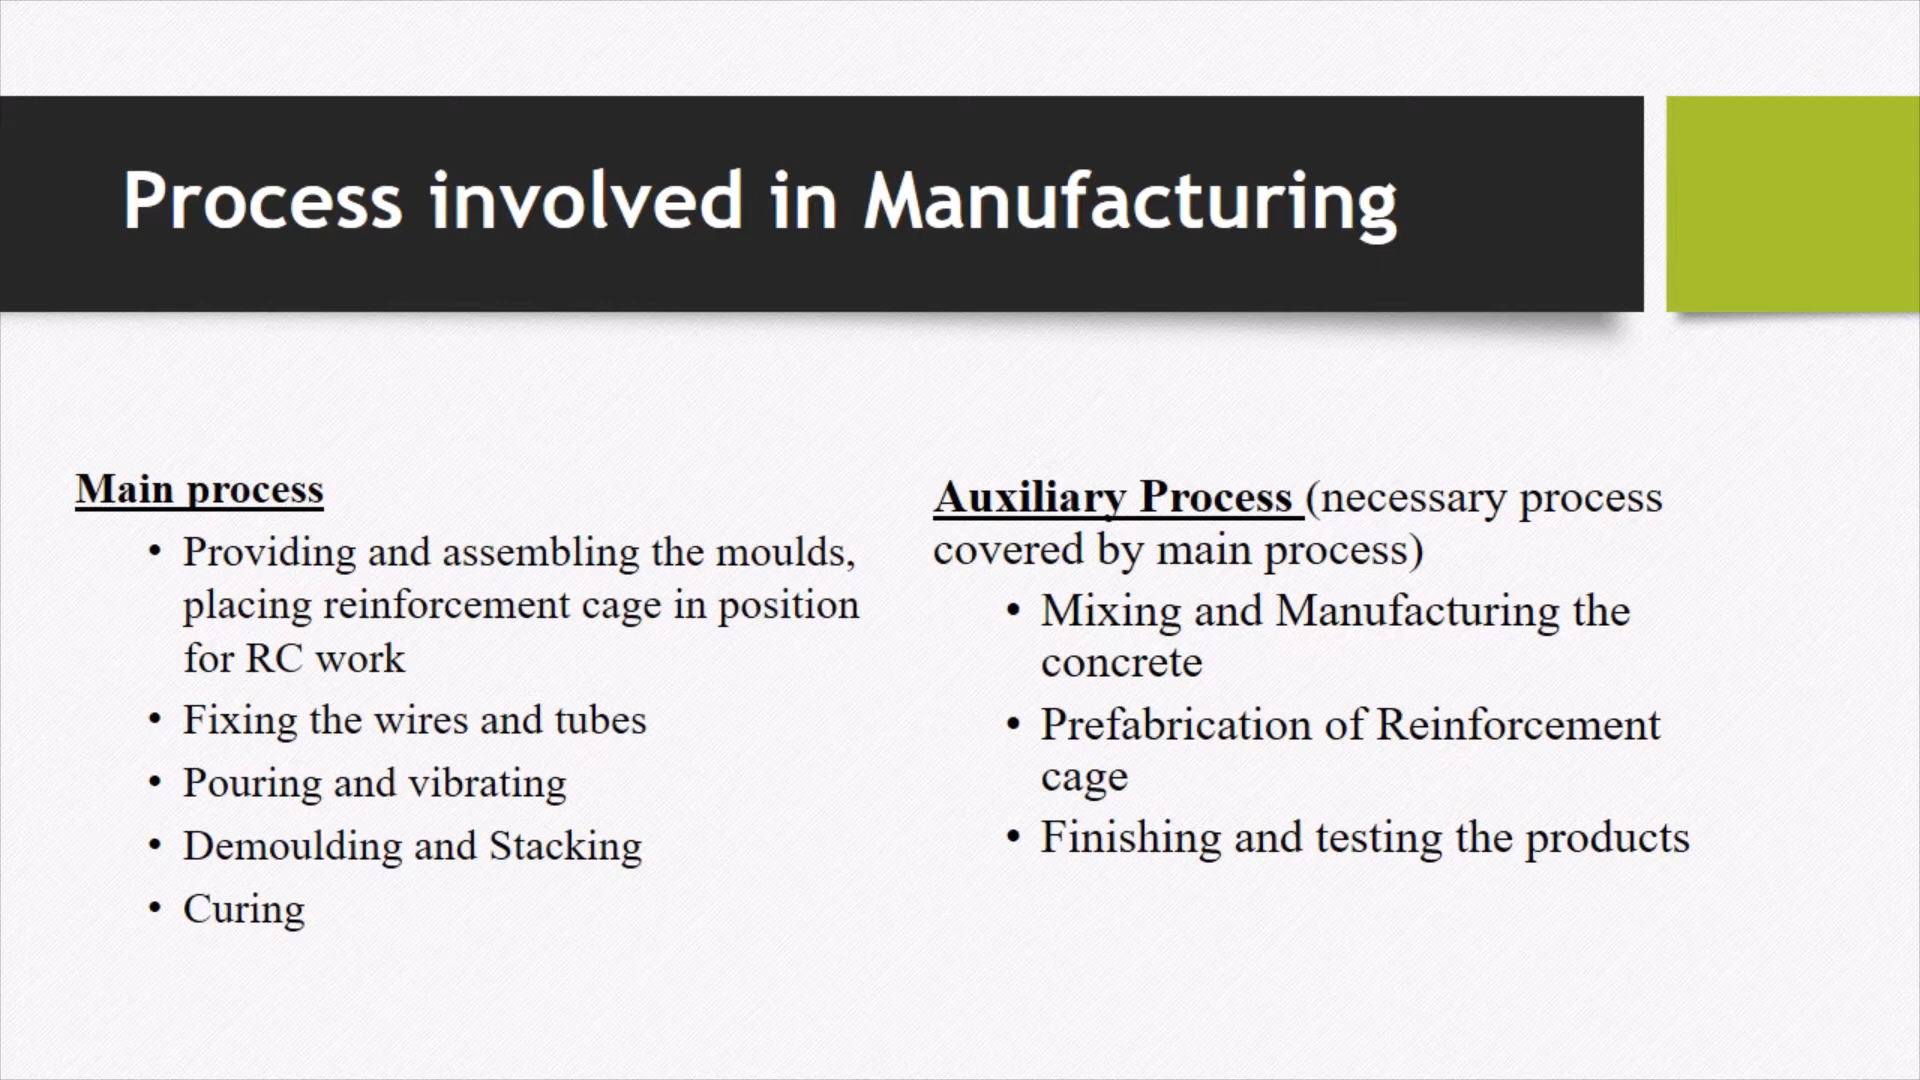 Process involved in Manufacturing
Main process
• Providing and assembling the moulds,
placing reinforcement cage in position
for RC work
• Fixing the wires and tubes
• Pouring and vibrating
• Demoulding and Stacking
• Curing
Auxiliary Process (necessary process
covered by main process)
• Mixing and Manufacturing the
concrete
• Prefabrication of Reinforcement
cage
• Finishing and testing the products